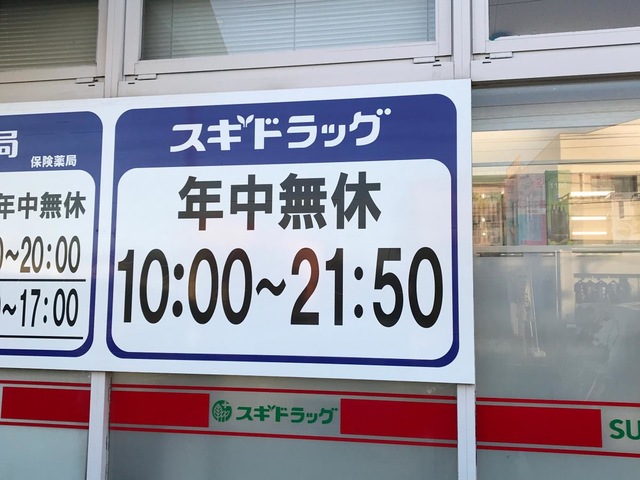 局
保険薬局
年中無休
~20:00
~17:00
スギドラッグ
年中無休
10:00~21:50
スギドラッグ
SU